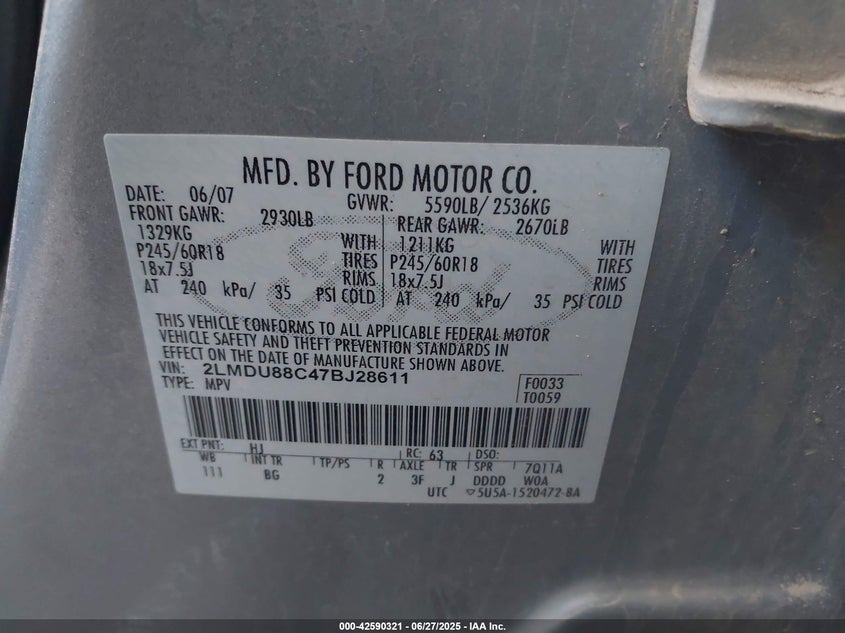 MFD. BY FORD MOTOR CO.
DATE: 06/07 GVWR: 5590LB/ 2536KG
FRONT GAWR: 2930LB REAR GAWR: 2670LB
1329KG WITH 1211KG WITH
P245/60R18 TIRES P245/60R18 TIRES
18x7.5J RIMS 18x7.5J RIMS
AT 240 kPa/ 35 PSI COLD AT 240 kPa/ 35 PSI COLD
THIS VEHICLE CONFORMS TO ALL APPLICABLE FEDERAL MOTOR
VEHICLE SAFETY AND THEFT PREVENTION STANDARDS IN
EFFECT ON THE DATE OF MANUFACTURE SHOWN ABOVE.
VIN: 2LMDU88C47BJ28611 F0033
TYPE: MPV T0059
EXT PNT: HJ RC: 63 DSO:
WB INT TR TP/PS R AXLE TR SPR 7Q11A
111 BG 2 3F J DDDD W0A
UTC 5U5A-1520472-BA
000-42590321 | 06/27/2025 | IAA Inc.